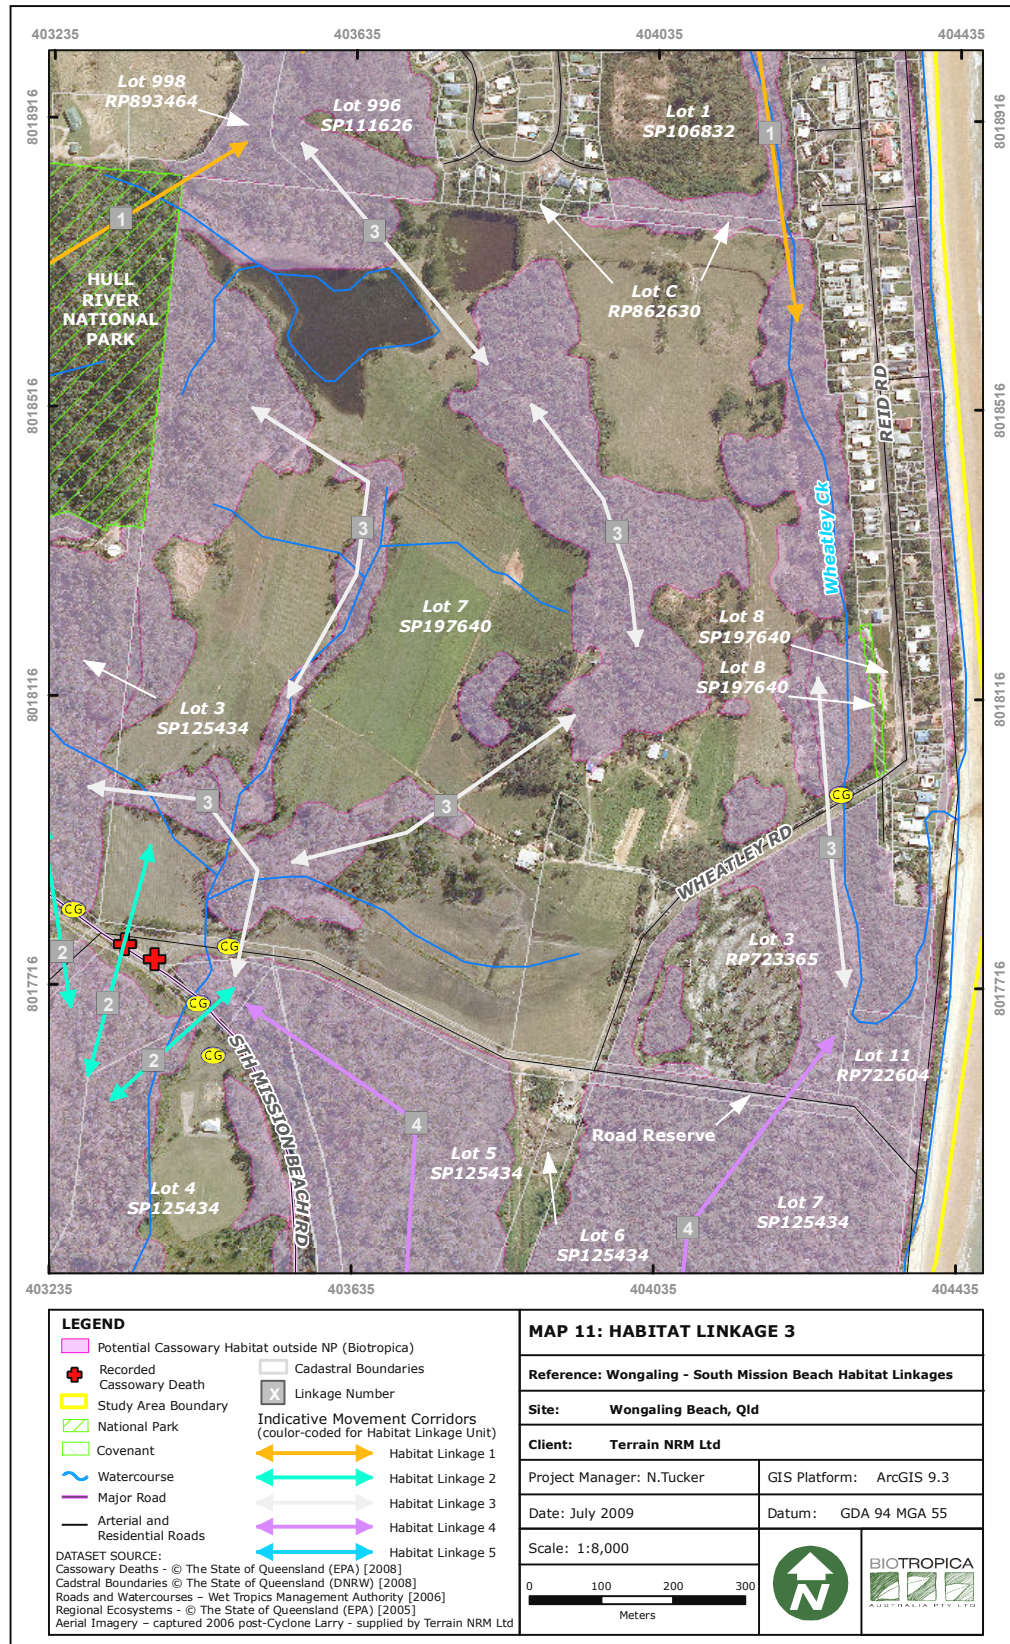 403235
403635
404035
404435
8018916
8018916
8018516
8018516
8018116
8018116
8017716
8017716
Lot 998
RP893464
Lot 996
SP111626
Lot 1
SP106832
1
1
3
HULL
RIVER
NATIONAL
PARK
Lot C
RP862630
REID RD
Wheatley Ck
3
3
Lot 7
SP197640
Lot 8
SP197640
Lot B
SP197640
Lot 3
SP125434
3
3
CG
3
WHEATLEY RD
CG
CG
2
2
CG
2
CG
Lot 3
RP723365
STH MISSION BEACH RD
Lot 11
RP722604
4
Road Reserve
Lot 5
SP125434
Lot 4
SP125434
Lot 6
SP125434
4
Lot 7
SP125434
403235
403635
404035
404435
LEGEND
Potential Cassowary Habitat outside NP (Biotropica)
Recorded
Cassowary Death
Study Area Boundary
National Park
Covenant
Watercourse
Major Road
Arterial and
Residential Roads
Cadastral Boundaries
X
Linkage Number
Indicative Movement Corridors
(coulor-coded for Habitat Linkage Unit)
Habitat Linkage 1
Habitat Linkage 2
Habitat Linkage 3
Habitat Linkage 4
Habitat Linkage 5
DATASET SOURCE:
Cassowary Deaths - © The State of Queensland (EPA) [2008]
Cadstral Boundaries © The State of Queensland (DNRW) [2008]
Roads and Watercourses – Wet Tropics Management Authority [2006]
Regional Ecosystems - © The State of Queensland (EPA) [2005]
Aerial Imagery – captured 2006 post-Cyclone Larry - supplied by Terrain NRM Ltd
MAP 11: HABITAT LINKAGE 3
Reference: Wongaling - South Mission Beach Habitat Linkages
Site: Wongaling Beach, Qld
Client: Terrain NRM Ltd
Project Manager: N.Tucker
GIS Platform: ArcGIS 9.3
Date: July 2009
Datum: GDA 94 MGA 55
Scale: 1:8,000
0 100 200 300
Meters
N
BIOTROPICA
AUSTRALIA PTY LTD